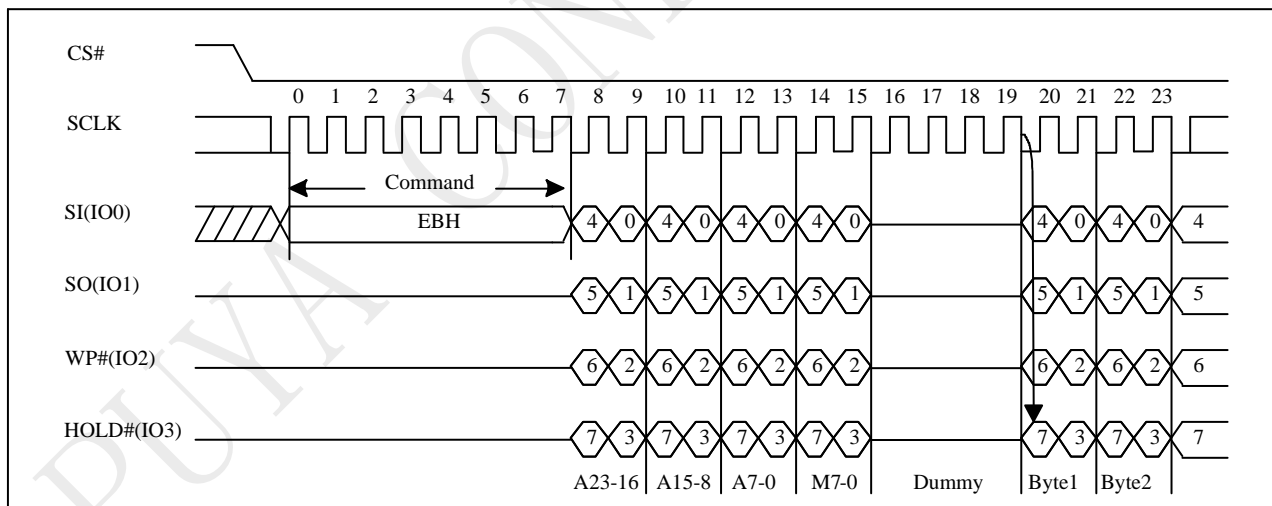 CS#
0 1 2 3 4 5 6 7 8 9 10 11 12 13 14 15 16 17 18 19 20 21 22 23
SCLK
Command
SI(IO0)
EBH
4 0 4 0 4 0 4 0 4 0 4 0 4
SO(IO1)
5 1 5 1 5 1 5 1 5 1 5 1 5
WP#(IO2)
6 2 6 2 6 2 6 2 6 2 6 2 6
HOLD#(IO3)
7 3 7 3 7 3 7 3 7 3 7 3 7
A23-16 A15-8 A7-0 M7-0 Dummy Byte1 Byte2
PUYA CON